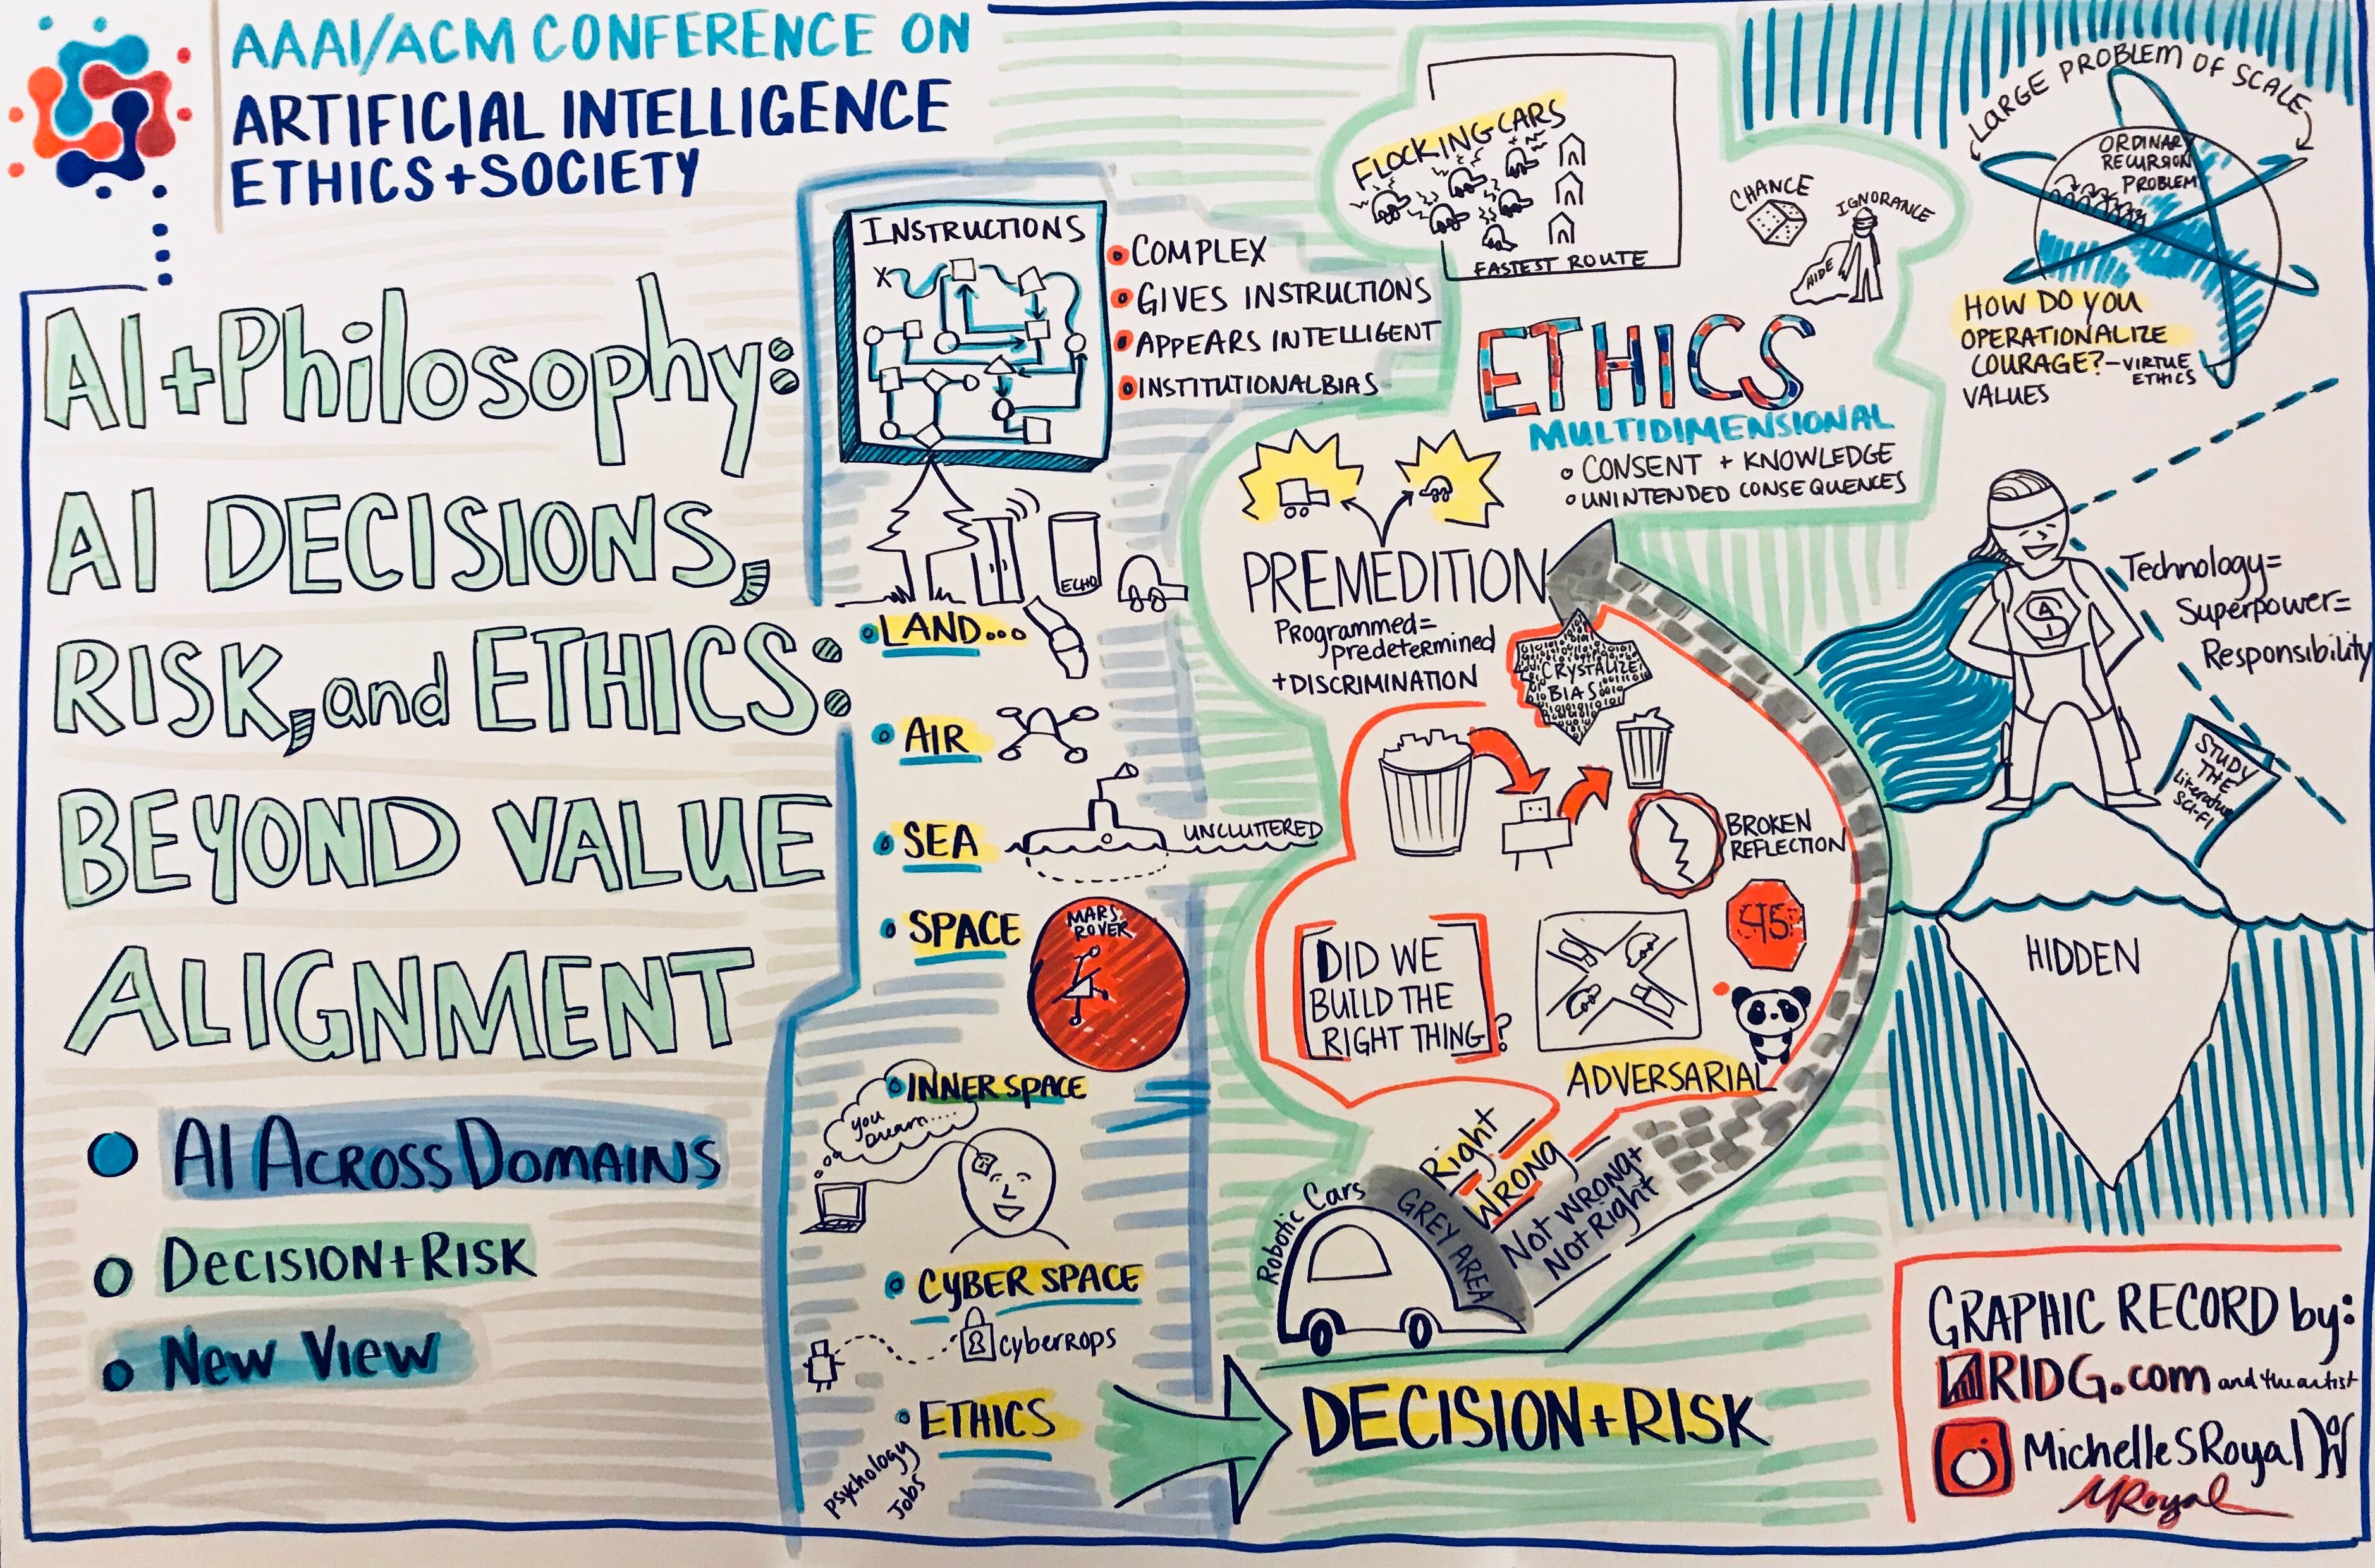 AAAI/ACM CONFERENCE ON
ARTIFICIAL INTELLIGENCE
ETHICS+SOCIETY
AI+Philosophy:
AI DECISIONS,
RISK, and ETHICS:
BEYOND VALUE
ALIGNMENT
AI ACROSS DOMAINS
DECISION+RISK
NEW VIEW
INSTRUCTIONS
X
COMPLEX
GIVES INSTRUCTIONS
APPEARS INTELLIGENT
INSTITUTIONAL BIAS
ECHO
LAND...
AIR
SEA
UNCLUTTERED
SPACE
MARS
ROVER
INNER SPACE
you
Dream....
CYBER SPACE
CYBERROPS
ETHICS
Psychology
Jobs
FLOCKING CARS
FASTEST ROUTE
CHANCE
IGNORANCE
HIDE
ETHICS
MULTIDIMENSIONAL
CONSENT + KNOWLEDGE
UNINTENDED CONSEQUENCES
PREMEDITION
Programmed=
predetermined
+DISCRIMINATION
CRYSTALIZE
BIAS
BROKEN
REFLECTION
45
DID WE
BUILD THE
RIGHT THING?
ADVERSARIAL
Right
WRONG
Not WRONG+
Not Right
GREY AREA
Robotic Cars
DECISION+RISK
LARGE PROBLEM OF SCALE
ORDINARY
RECURSION
PROBLEM
HOW DO YOU
OPERATIONALIZE
COURAGE?-VIRTUE
ETHICS
VALUES
Technology=
Superpower=
Responsibility
STUDY
THE
Literature
SCI-FI
HIDDEN
GRAPHIC RECORD by:
RIDG.com and the artist
MichelleSRoyal
MRoyal